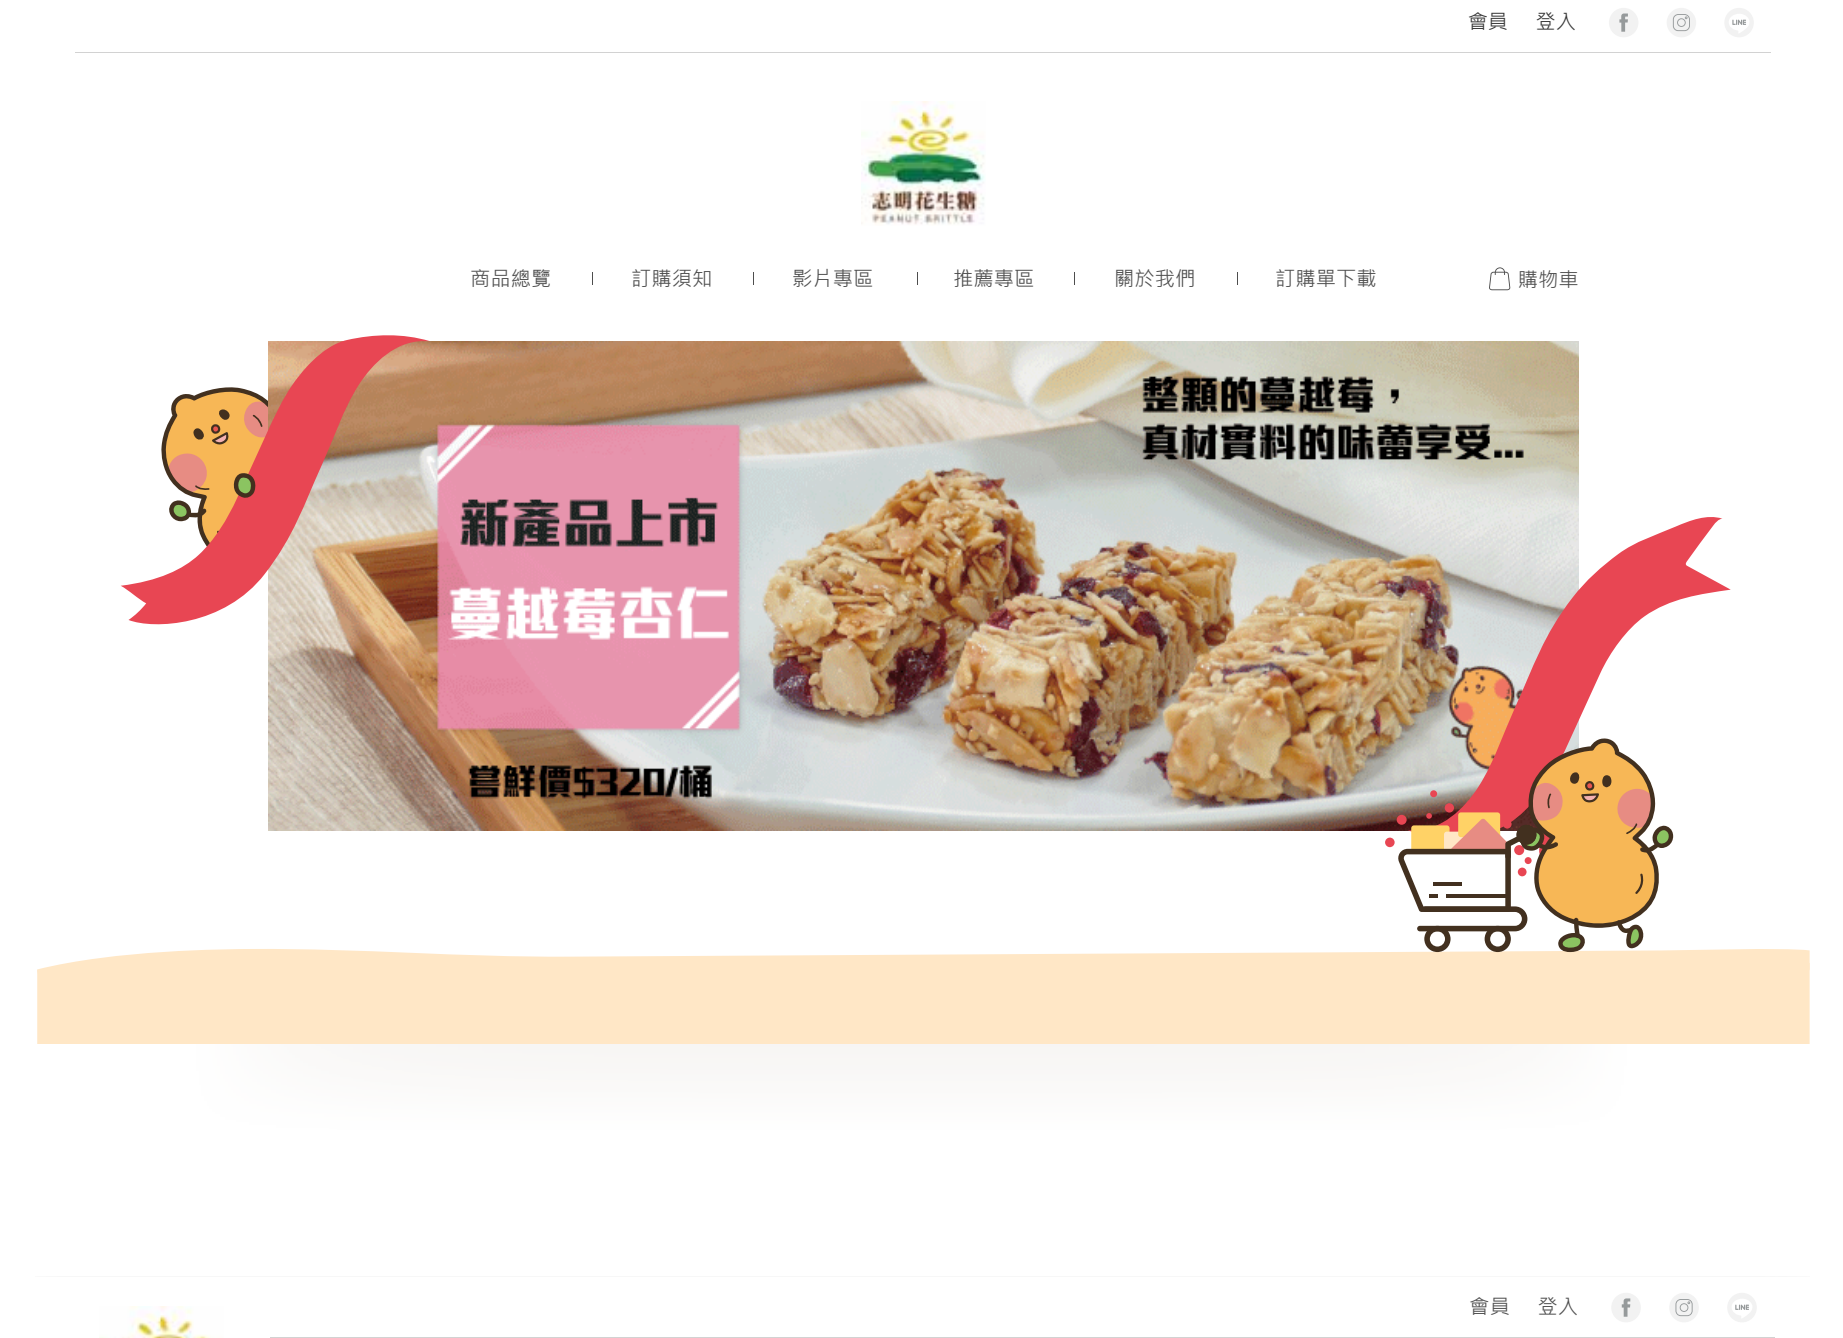 會員 登入 LINE
志明花生糖
PEANUT BRITTLE
商品總覽 訂購須知 影片專區 推薦專區 關於我們 訂購單下載 購物車
整顆的蔓越莓，
真材實料的味蕾享受...
新產品上市
蔓越莓杏仁
嘗鮮價$320/桶
會員 登入 LINE